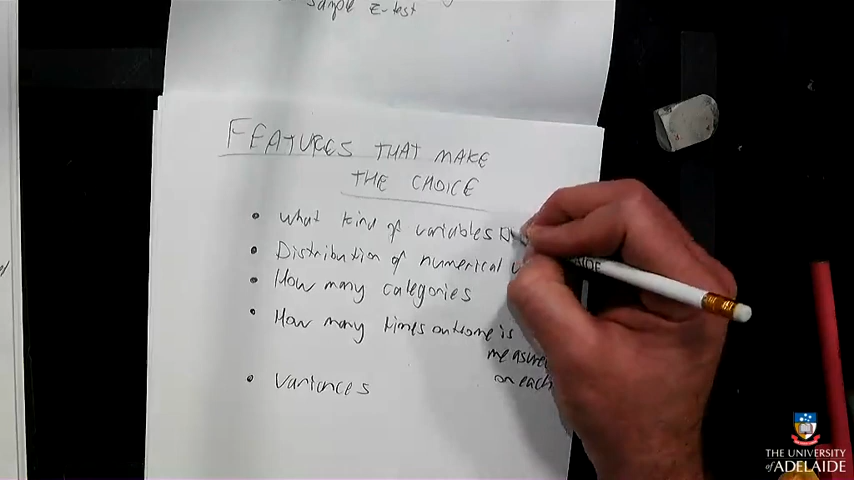 sample z-test
FEATURES THAT MAKE
THE CHOICE
• What kind of variables
• Distribution of numerical
• How many categories
• How many times outcome is
measure
on each
• Variances
THE UNIVERSITY
of ADELAIDE